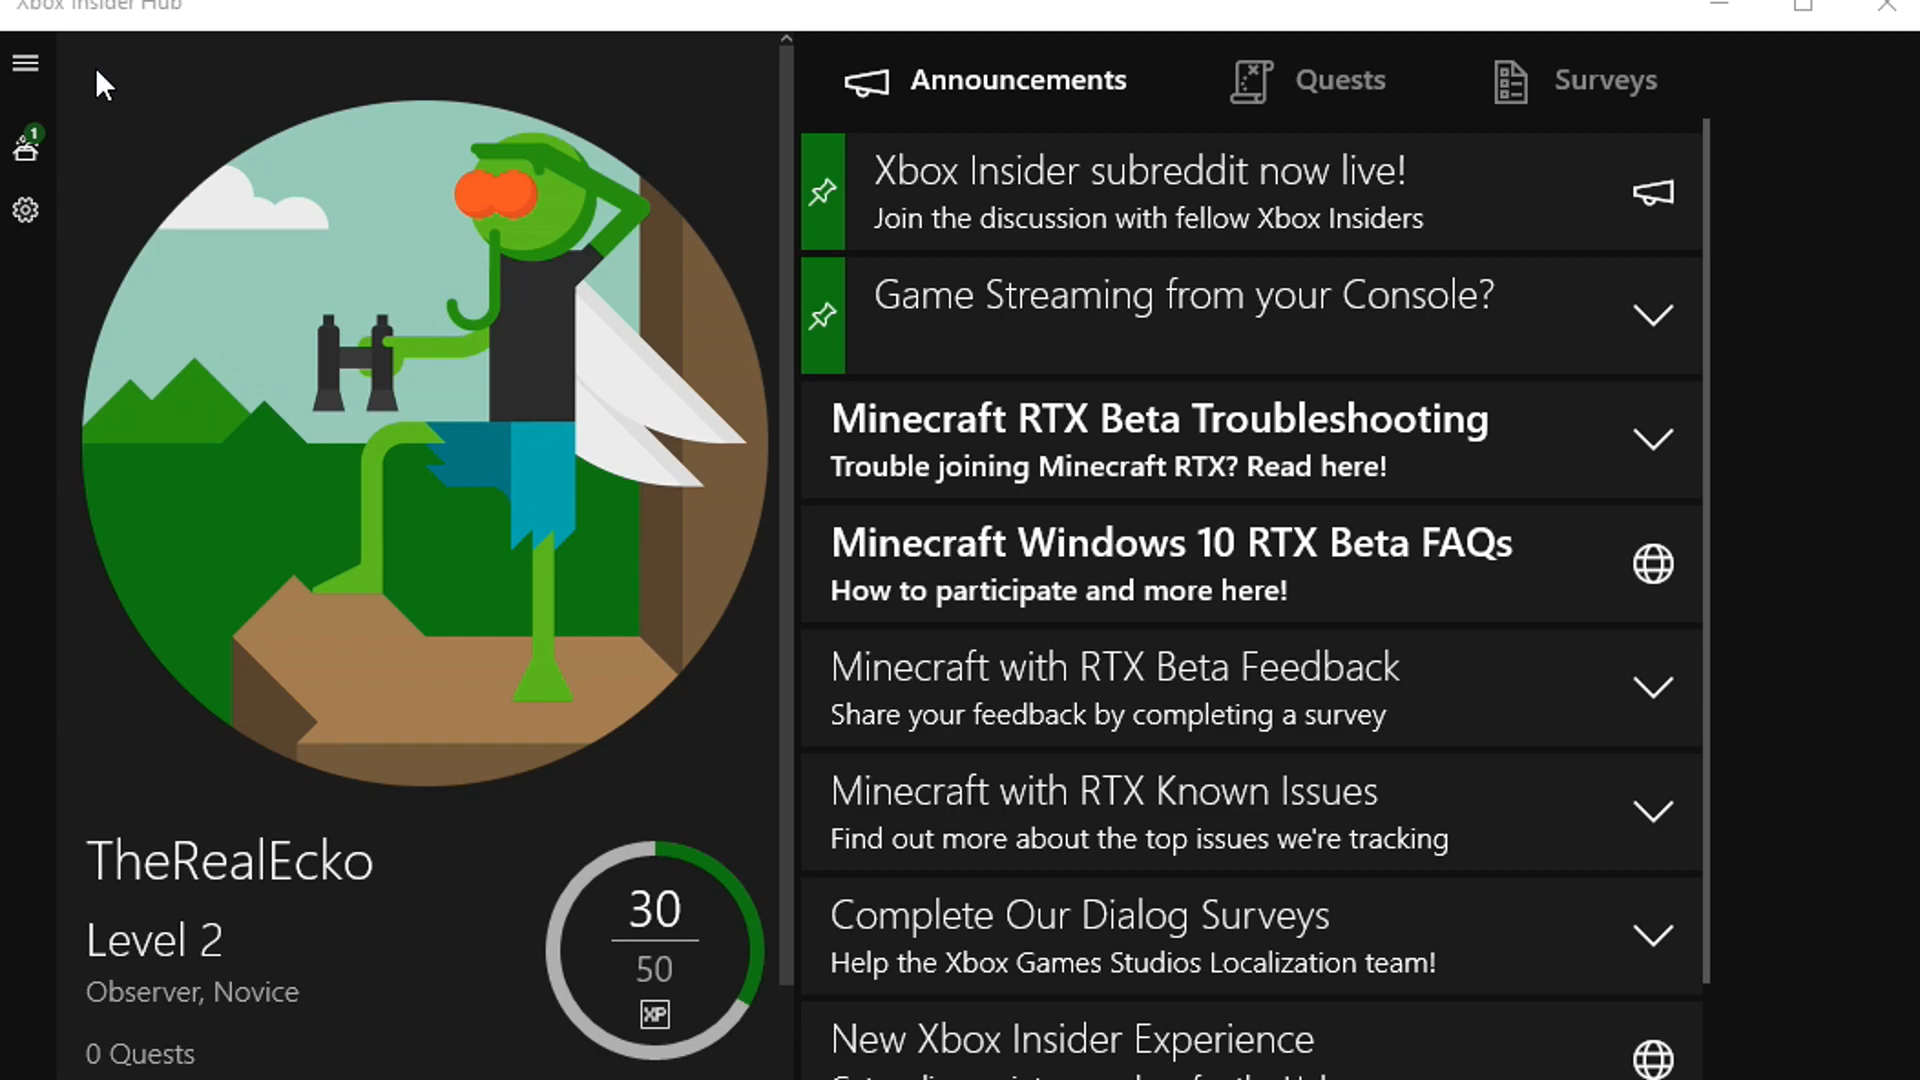 Xbox Insider Hub
1
Announcements
Quests
Surveys
Xbox Insider subreddit now live!
Join the discussion with fellow Xbox Insiders
Game Streaming from your Console?
Minecraft RTX Beta Troubleshooting
Trouble joining Minecraft RTX? Read here!
Minecraft Windows 10 RTX Beta FAQs
How to participate and more here!
Minecraft with RTX Beta Feedback
Share your feedback by completing a survey
Minecraft with RTX Known Issues
Find out more about the top issues we're tracking
Complete Our Dialog Surveys
Help the Xbox Games Studios Localization team!
New Xbox Insider Experience
TheRealEcko
Level 2
Observer, Novice
0 Quests
30
50
XP